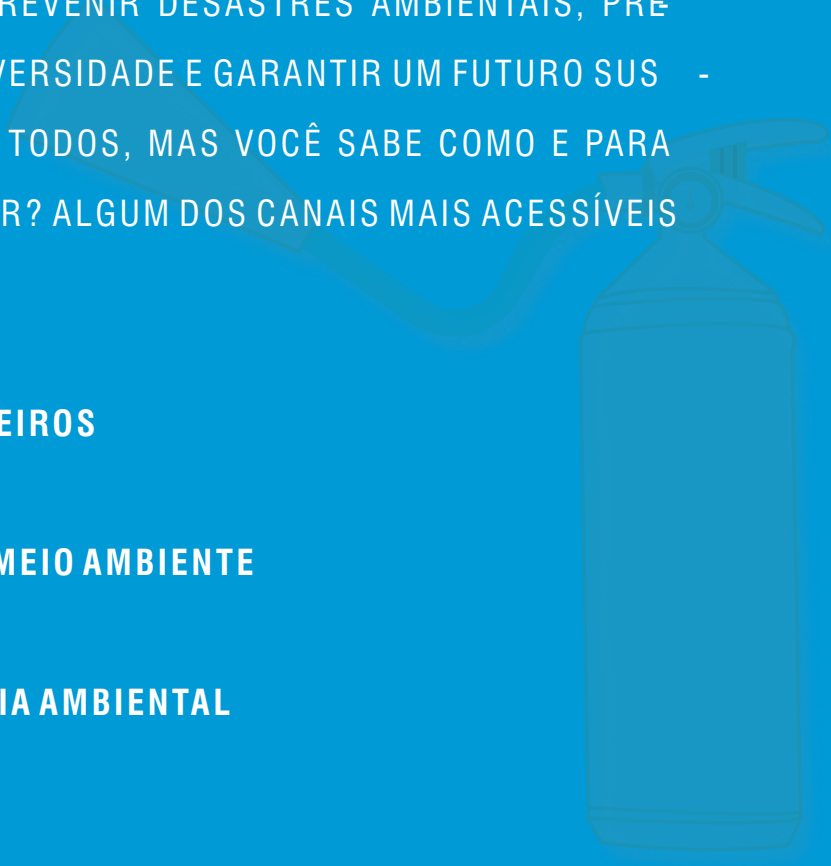 REVENIR DESASTRES AMBIENTAIS, PRE-
VERSIDADE E GARANTIR UM FUTURO SUS -
TODOS, MAS VOCÊ SABE COMO E PARA
R? ALGUM DOS CANAIS MAIS ACESSÍVEIS
EIROS
MEIO AMBIENTE
IA AMBIENTAL